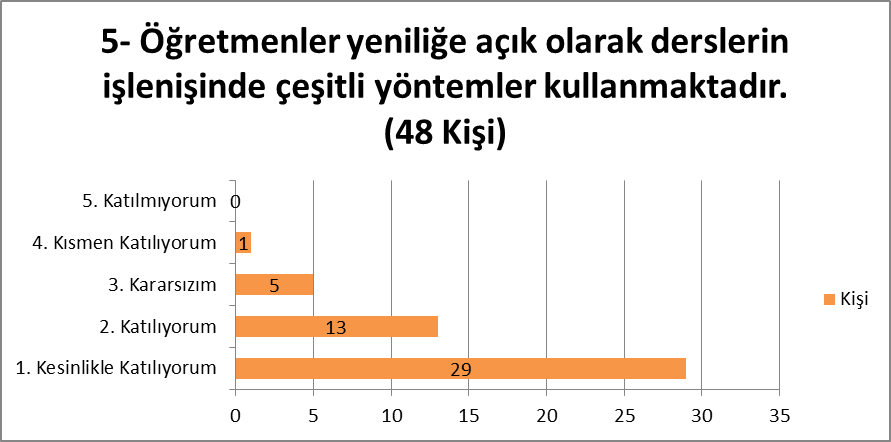 5- Öğretmenler yeniliğe açık olarak derslerin
işlenişinde çeşitli yöntemler kullanmaktadır.
(48 Kişi)
5. Katılmıyorum 0
4. Kısmen Katılıyorum 1
3. Kararsızım 5
2. Katılıyorum 13
1. Kesinlikle Katılıyorum 29
0 5 10 15 20 25 30 35
Kişi